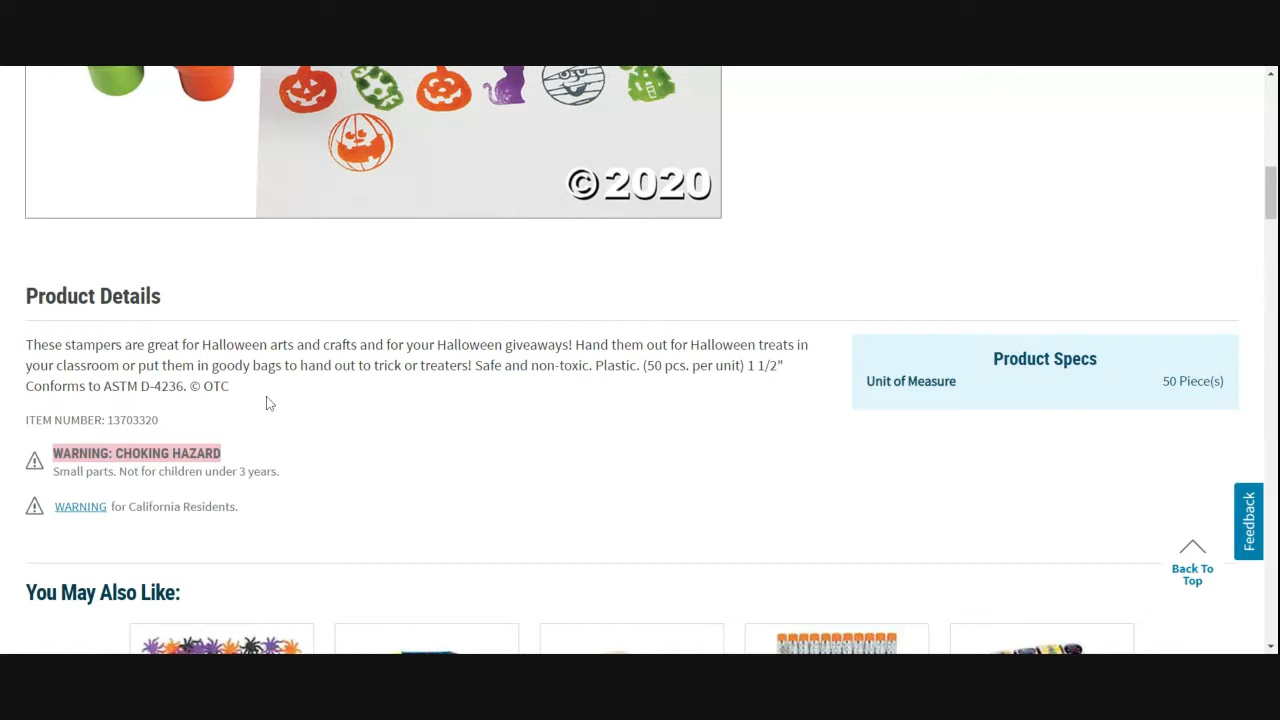 ©2020
Product Details
These stampers are great for Halloween arts and crafts and for your Halloween giveaways! Hand them out for Halloween treats in
your classroom or put them in goody bags to hand out to trick or treaters! Safe and non-toxic. Plastic. (50 pcs. per unit) 1 1/2"
Conforms to ASTM D-4236. © OTC
ITEM NUMBER: 13703320
WARNING: CHOKING HAZARD
Small parts. Not for children under 3 years.
WARNING for California Residents.
Product Specs
Unit of Measure 50 Piece(s)
Feedback
Back To
Top
You May Also Like: